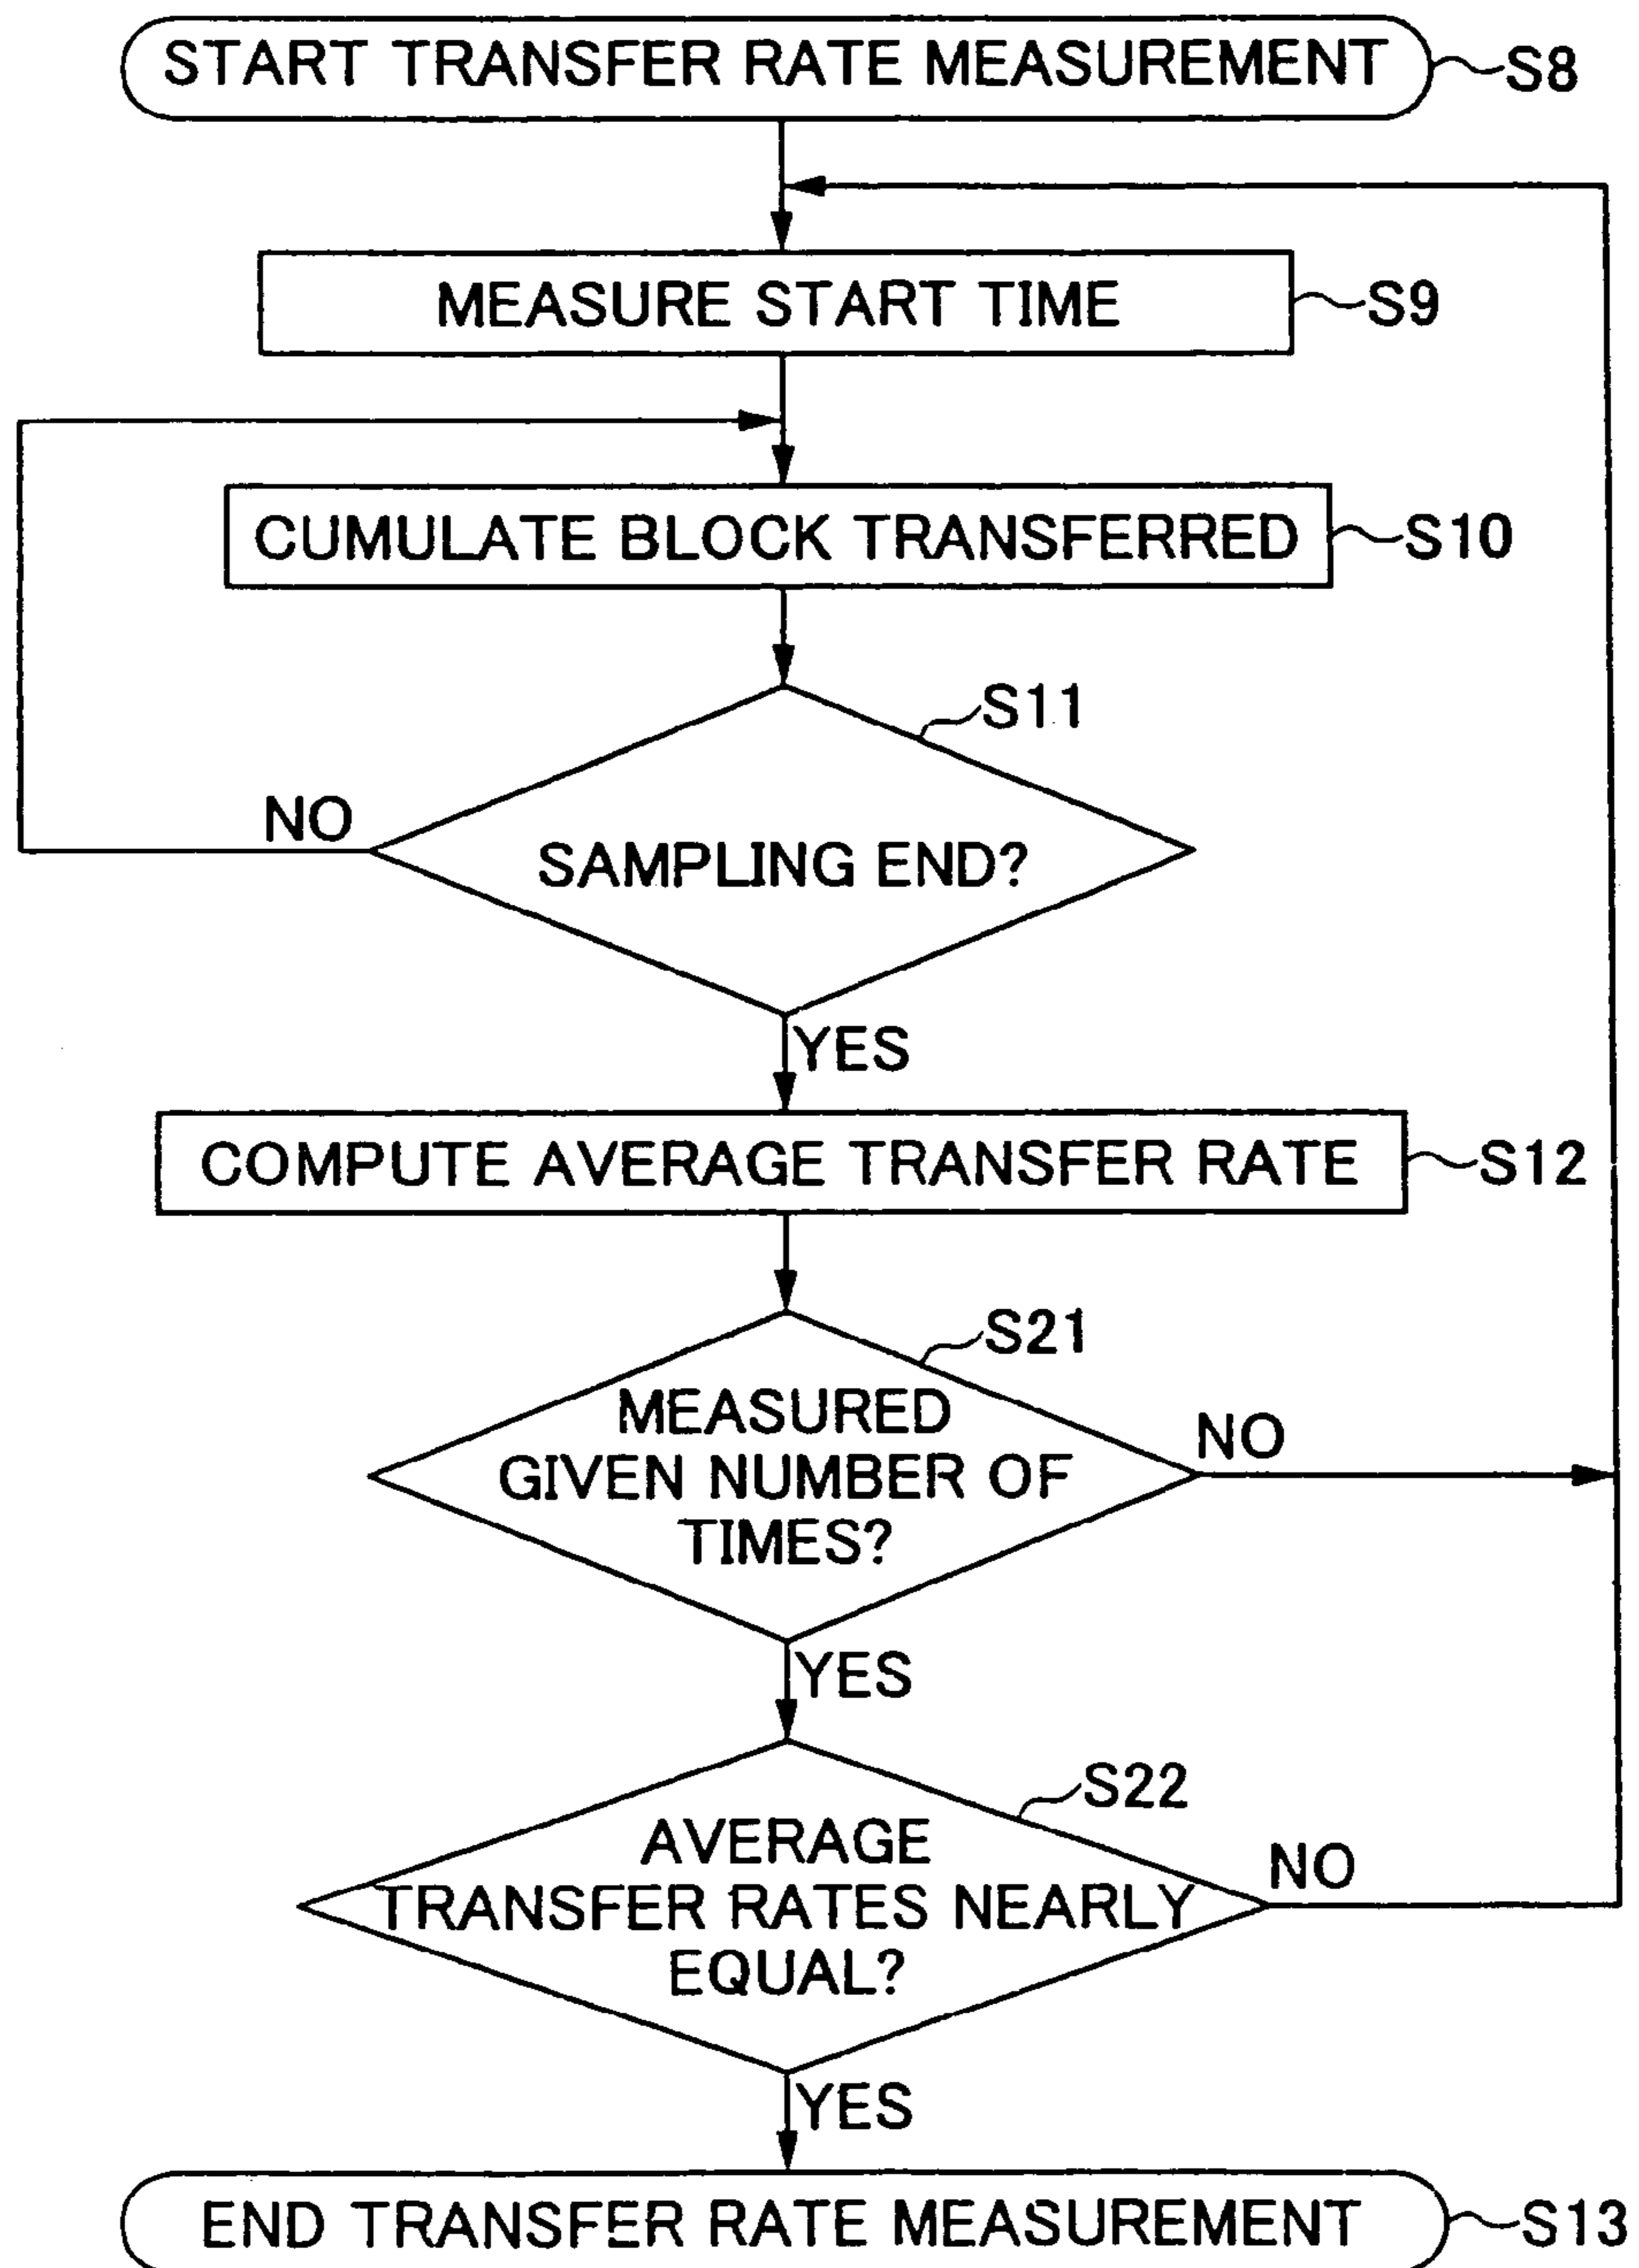 START TRANSFER RATE MEASUREMENT
S8
MEASURE START TIME
S9
CUMULATE BLOCK TRANSFERRED
S10
S11
NO
SAMPLING END?
YES
COMPUTE AVERAGE TRANSFER RATE
S12
S21
MEASURED
GIVEN NUMBER OF
TIMES?
NO
YES
S22
AVERAGE
TRANSFER RATES NEARLY
EQUAL?
NO
YES
END TRANSFER RATE MEASUREMENT
S13